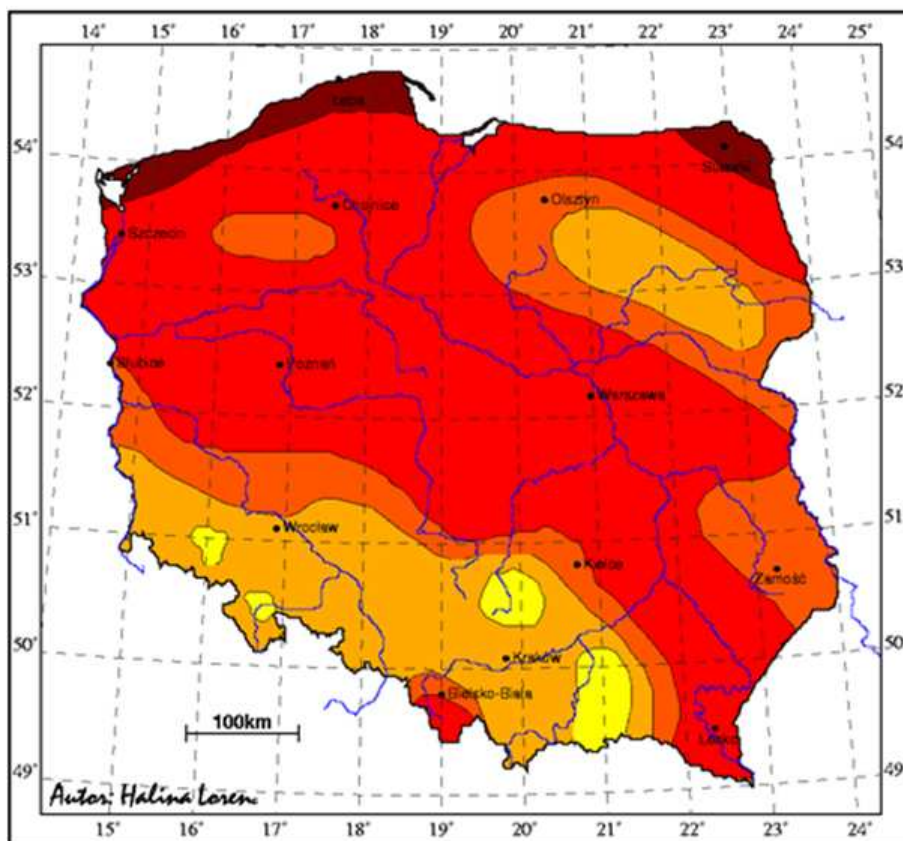 14° 15° 16° 17° 18° 19° 20° 21° 22° 23° 24° 25°
54° 54°
Łeba
Suwałki
Chojnice Olsztyn
Szczecin
53° 53°
Słubice Poznań
52° Warszawa 52°
51° Wrocław 51°
Kielce
Zamość
50° Kraków 50°
Bielsko-Biała
100km Lesko
49° 49°
Autor: Halina Lorenc
15° 16° 17° 18° 19° 20° 21° 22° 23° 24°